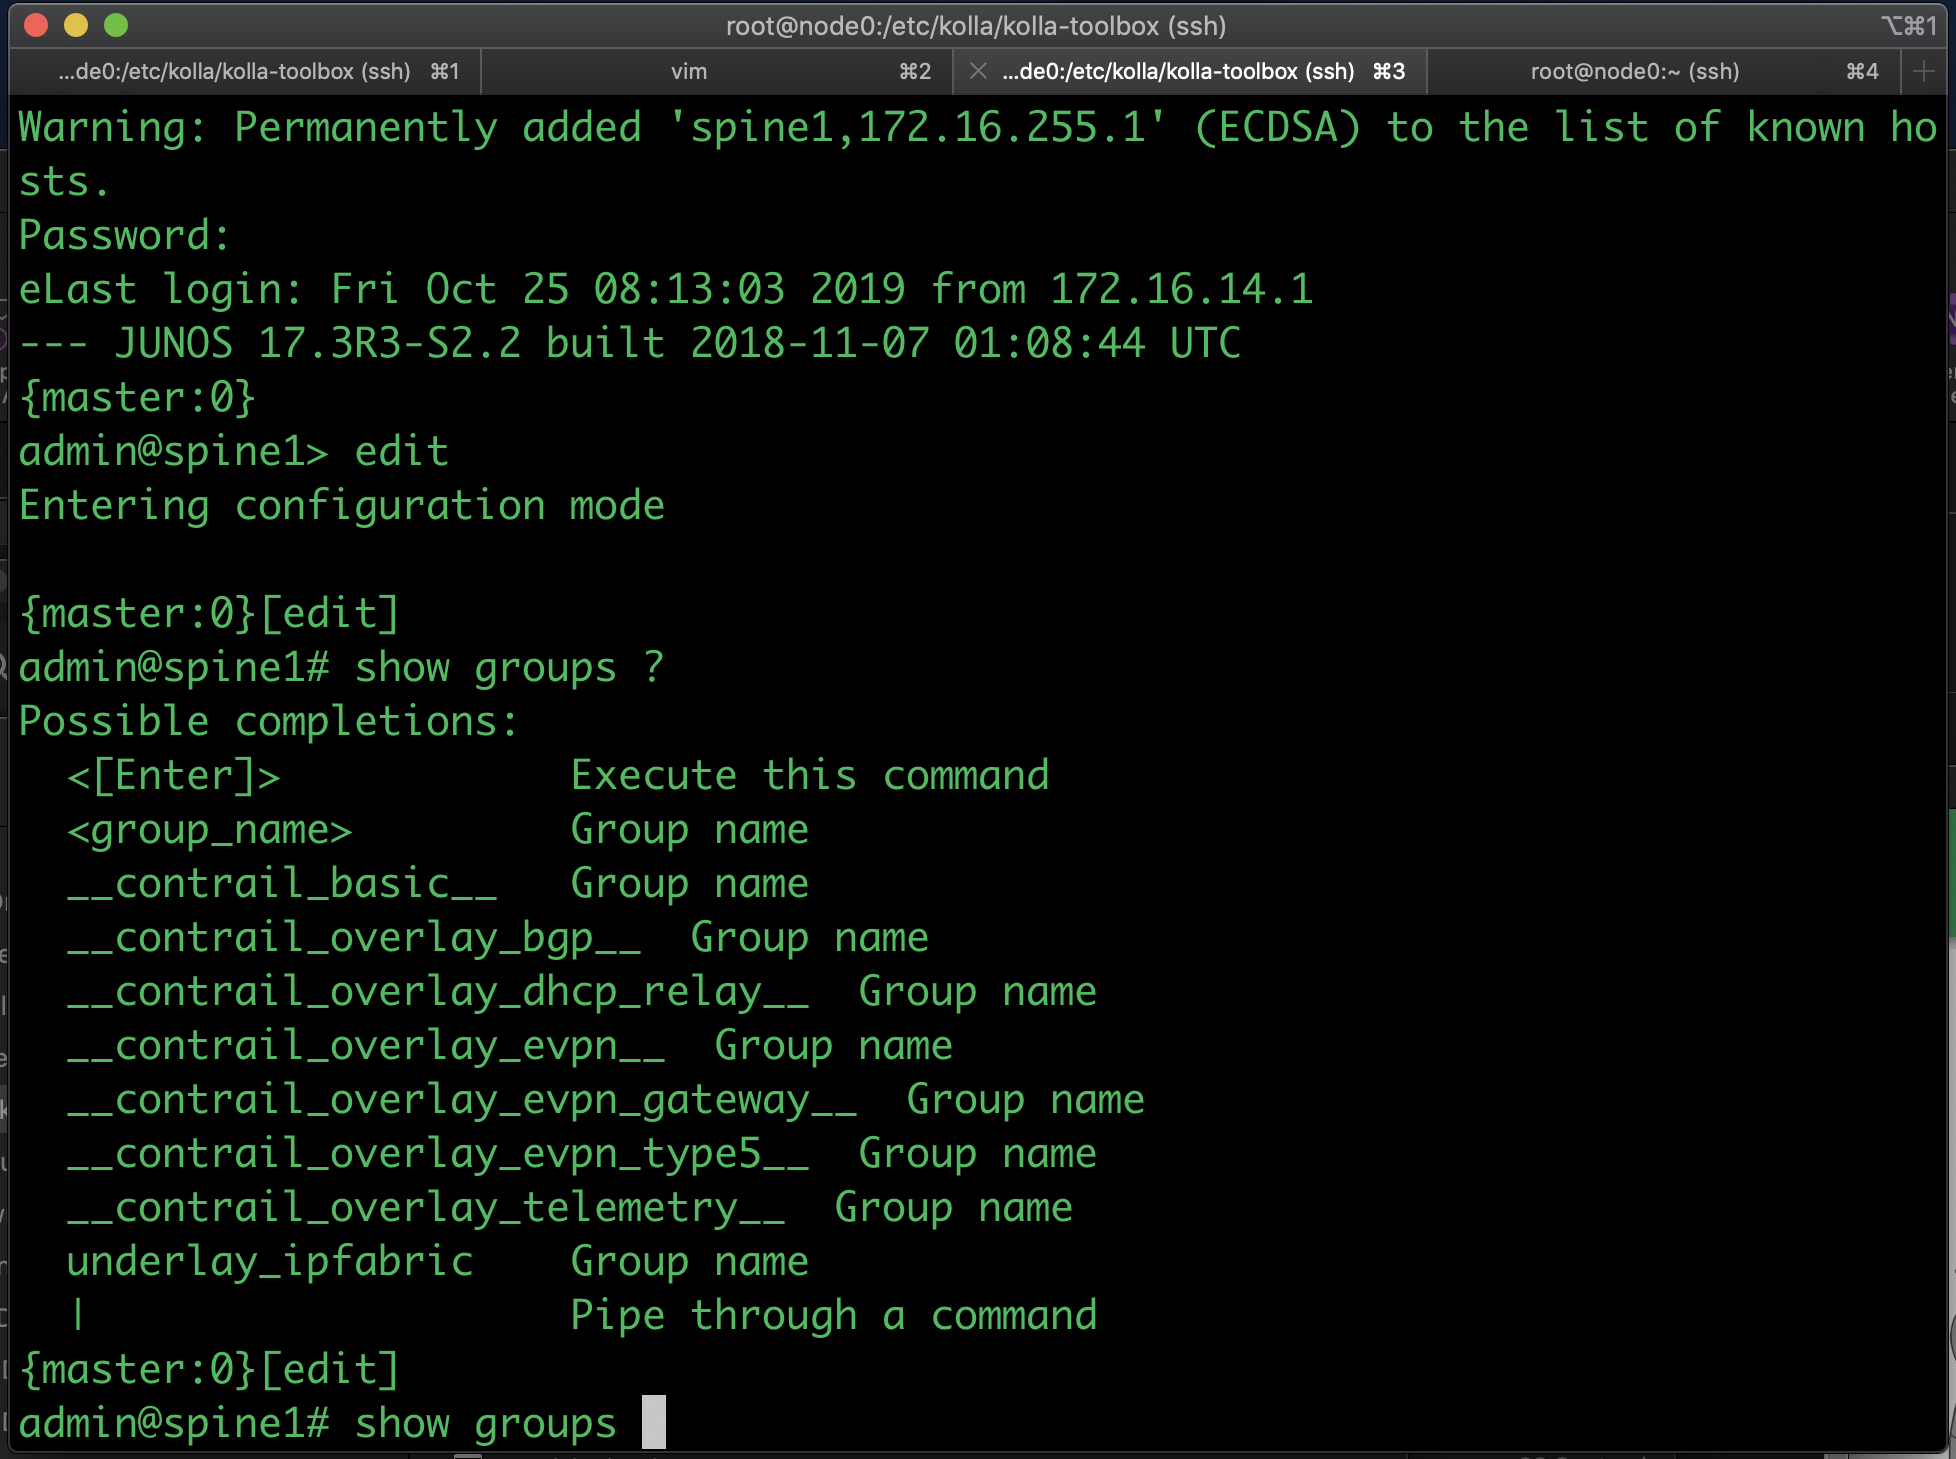 root@node0:/etc/kolla/kolla-toolbox (ssh) ⌥⌘1
...de0:/etc/kolla/kolla-toolbox (ssh) ⌘1 vim ⌘2 ...de0:/etc/kolla/kolla-toolbox (ssh) ⌘3 root@node0:~ (ssh) ⌘4
Warning: Permanently added 'spine1,172.16.255.1' (ECDSA) to the list of known ho
sts.
Password:
eLast login: Fri Oct 25 08:13:03 2019 from 172.16.14.1
--- JUNOS 17.3R3-S2.2 built 2018-11-07 01:08:44 UTC
{master:0}
admin@spine1> edit
Entering configuration mode
{master:0}[edit]
admin@spine1# show groups ?
Possible completions:
<[Enter]> Execute this command
<group_name> Group name
__contrail_basic__ Group name
__contrail_overlay_bgp__ Group name
__contrail_overlay_dhcp_relay__ Group name
__contrail_overlay_evpn__ Group name
__contrail_overlay_evpn_gateway__ Group name
__contrail_overlay_evpn_type5__ Group name
__contrail_overlay_telemetry__ Group name
underlay_ipfabric Group name
| Pipe through a command
{master:0}[edit]
admin@spine1# show groups